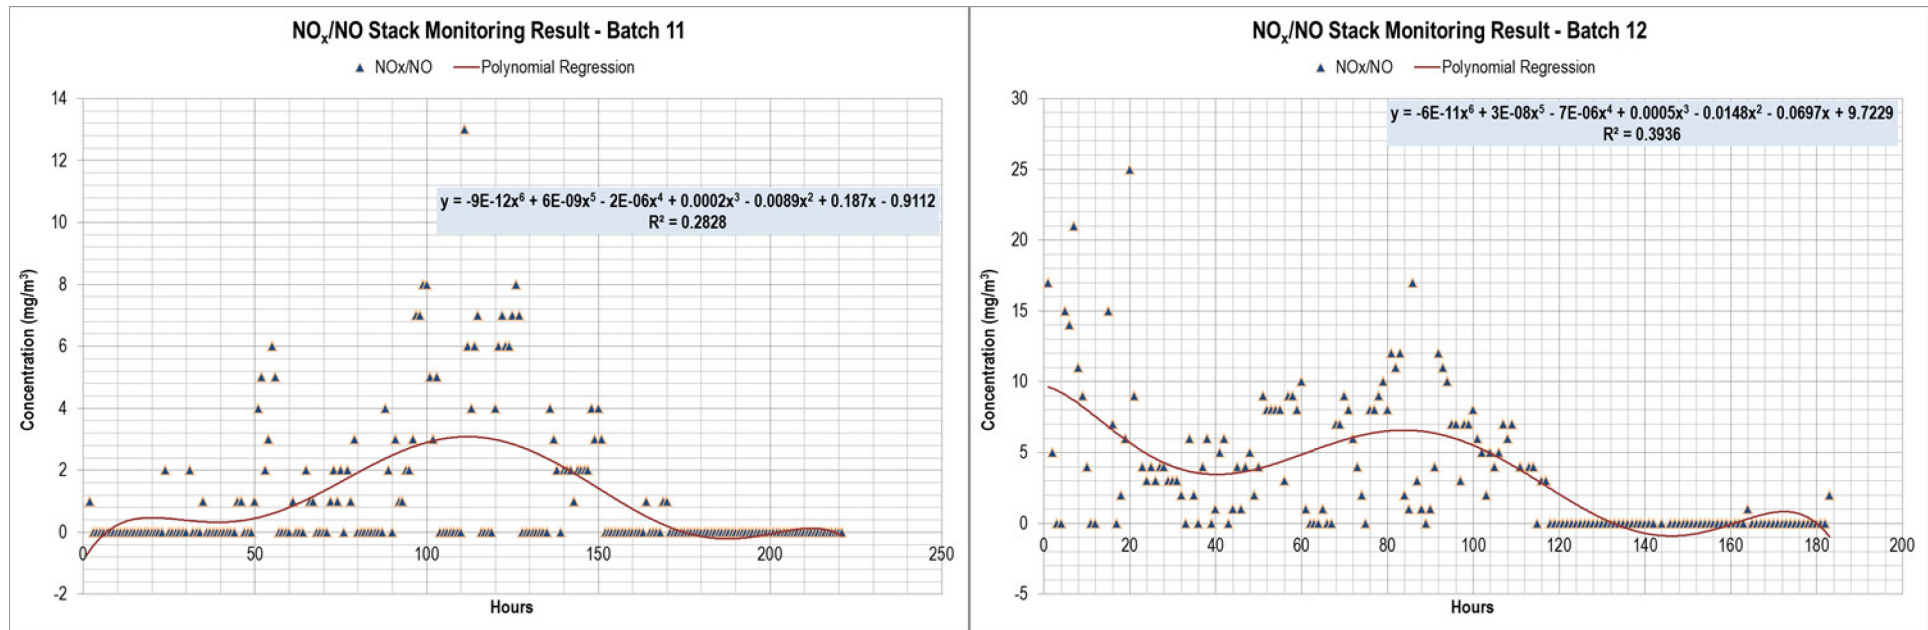 NOx/NO Stack Monitoring Result - Batch 11
NOx/NO
Polynomial Regression
14
12
10
8
6
4
2
0
-2
Concentration (mg/m³)
y = -9E-12x⁶ + 6E-09x⁵ - 2E-06x⁴ + 0.0002x³ - 0.0089x² + 0.187x - 0.9112
R² = 0.2828
0
50
100
150
200
250
Hours
NOx/NO Stack Monitoring Result - Batch 12
NOx/NO
Polynomial Regression
30
25
20
15
10
5
0
-5
Concentration (mg/m³)
y = -6E-11x⁶ + 3E-08x⁵ - 7E-06x⁴ + 0.0005x³ - 0.0148x² - 0.0697x + 9.7229
R² = 0.3936
0
20
40
60
80
100
120
140
160
180
200
Hours